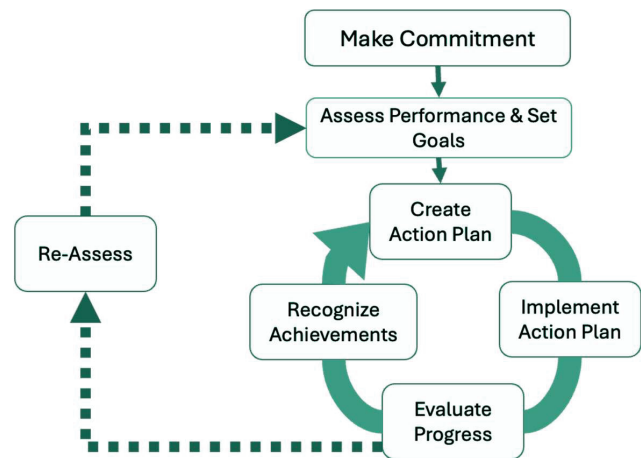 Make Commitment
Assess Performance & Set
Goals
Create
Action Plan
Re-Assess
Recognize
Achievements
Implement
Action Plan
Evaluate
Progress